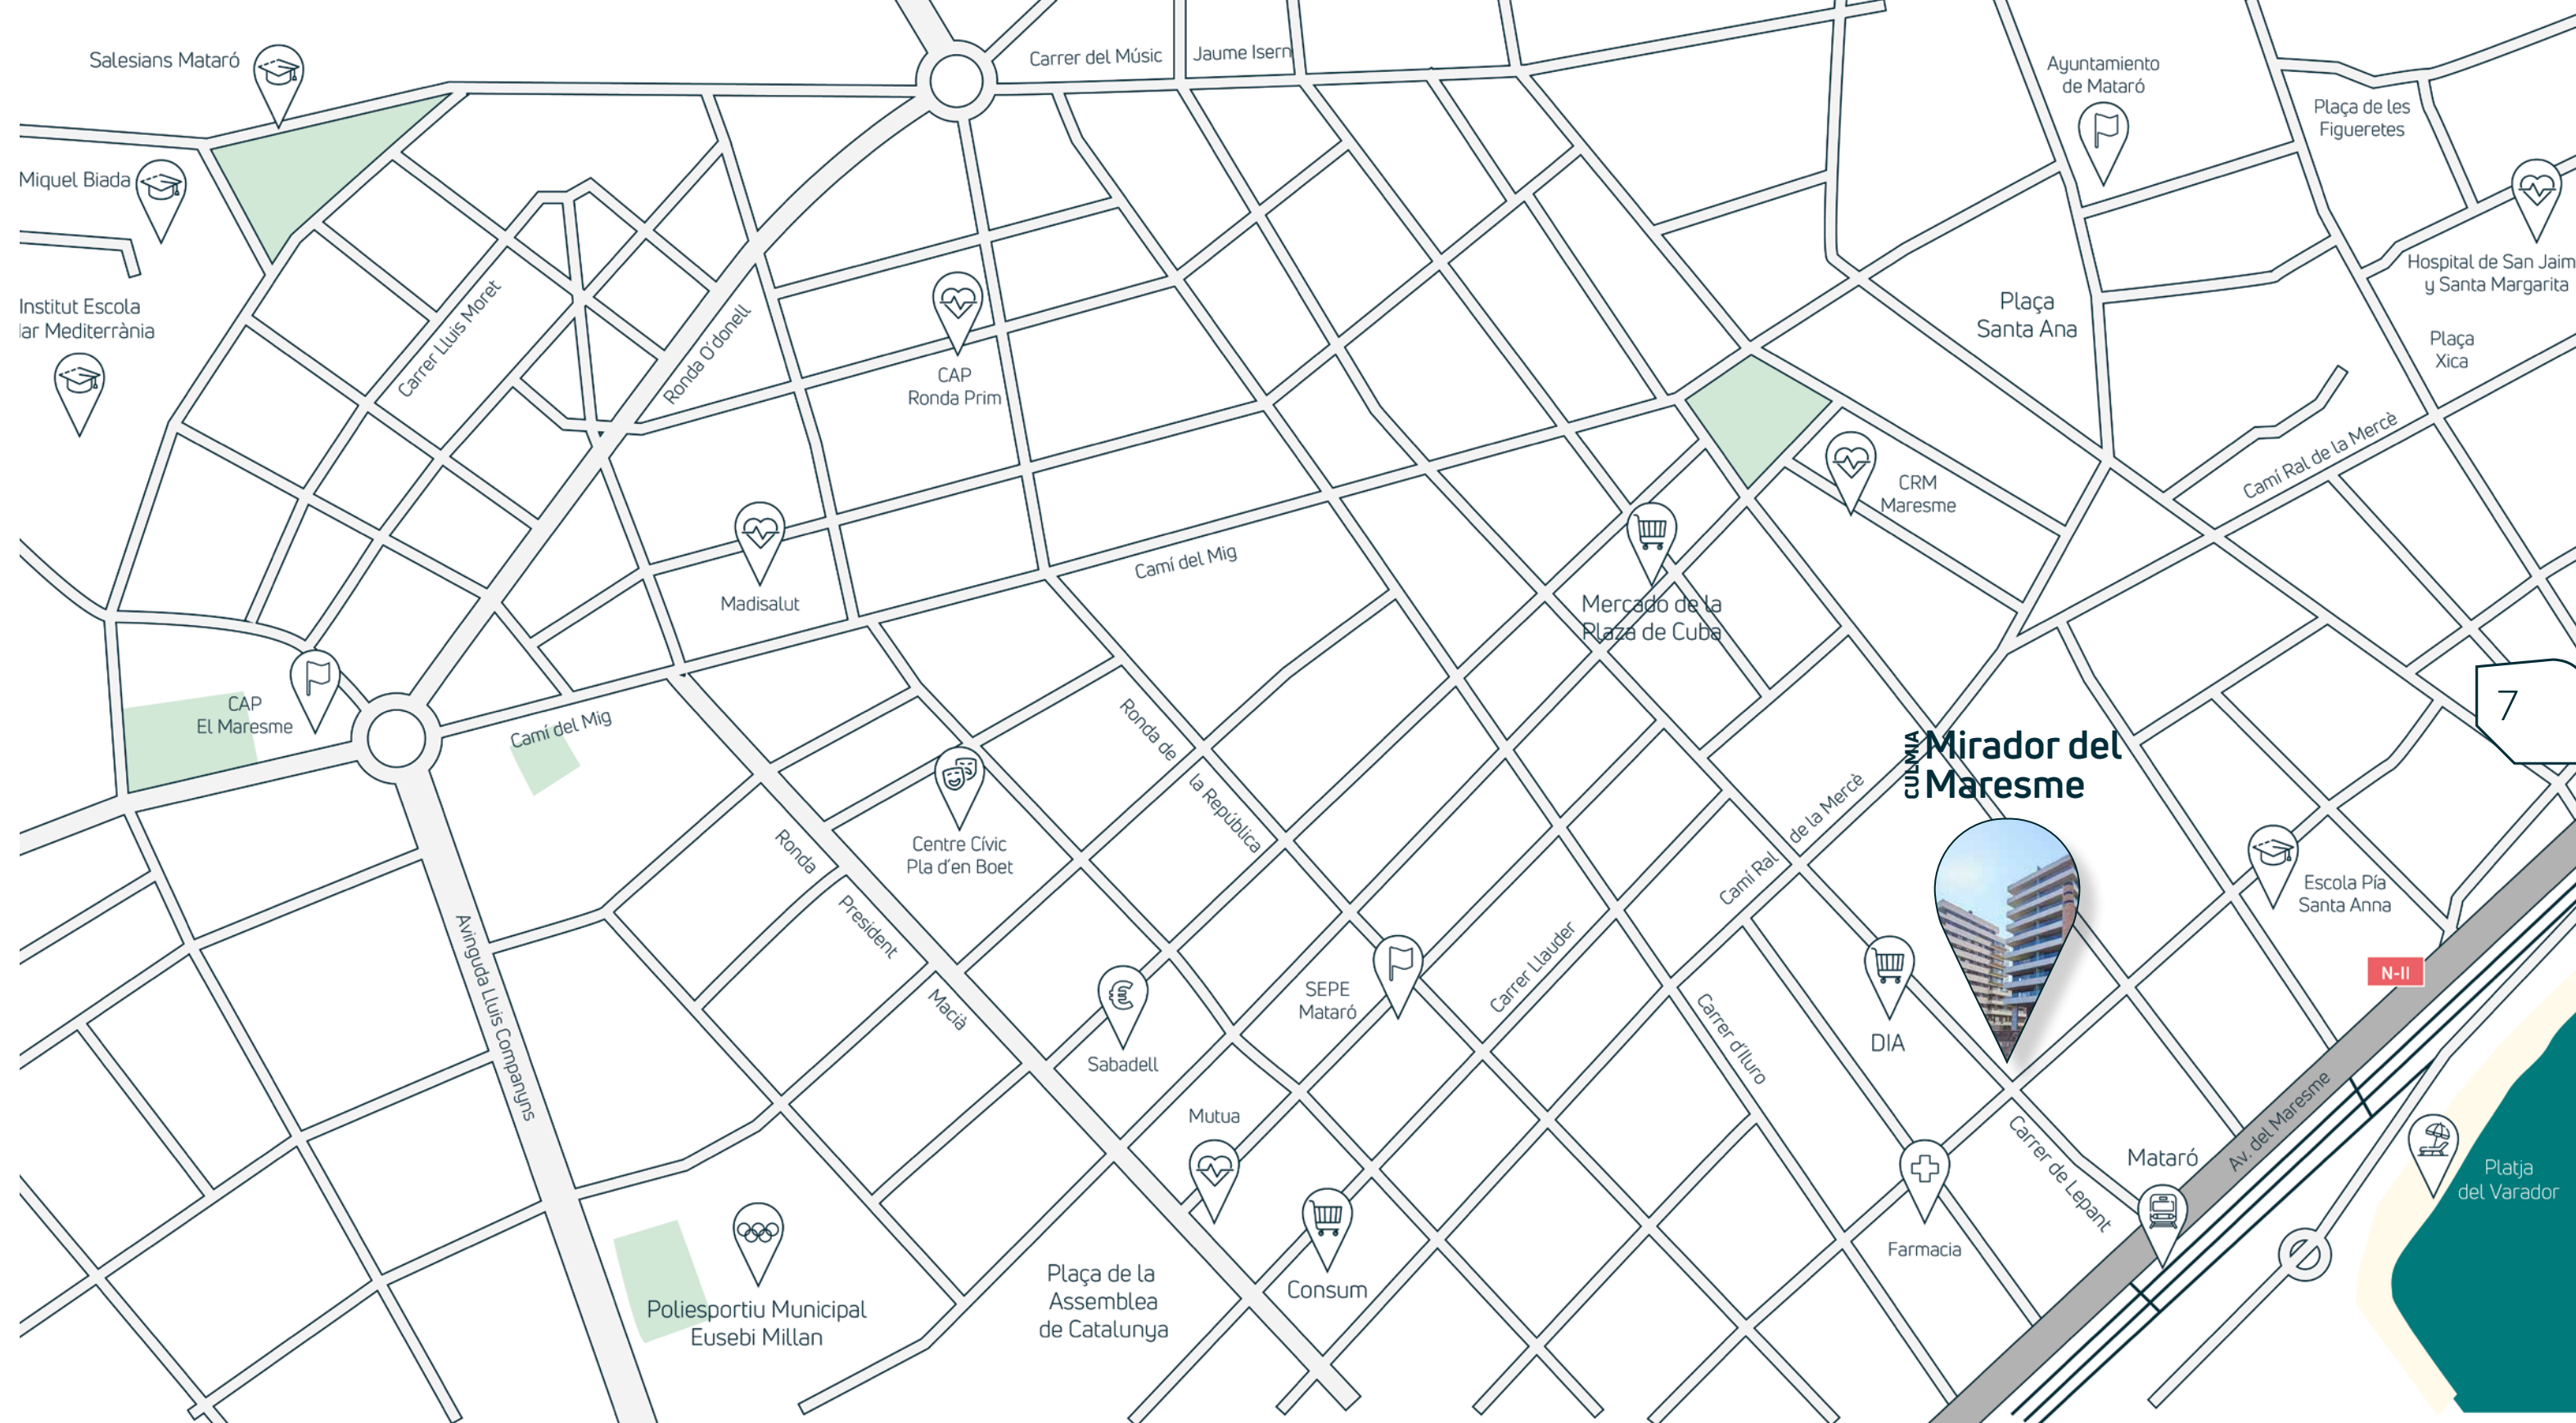 Salesians Mataró
Carrer del Músic
Jaume Isern
Ayuntamiento
de Mataró
Plaça de les
Figueretes
Miquel Biada
Hospital de San Jaim
y Santa Margarita
Institut Escola
ar Mediterrània
Carrer Lluis Moret
Ronda O´donell
Plaça
Santa Ana
Plaça
Xica
CAP
Ronda Prim
Camí Ral de la Mercè
CRM
Maresme
Camí del Mig
Madisalut
Mercado de la
Plaza de Cuba
CAP
El Maresme
Camí del Mig
Ronda de
la República
7
CULMIA
Mirador del
Maresme
Camí Ral
de la Mercè
Centre Cívic
Pla d´en Boet
Ronda
President
Macià
Escola Pía
Santa Anna
Avinguda Lluis Companyns
Carrer Llauder
N-II
SEPE
Mataró
Carrer d´Iluro
DIA
Sabadell
Mutua
Carrer de Lepant
Mataró
Av. del Maresme
Platja
del Varador
Farmacia
Plaça de la
Assemblea
de Catalunya
Consum
Poliesportiu Municipal
Eusebi Millan